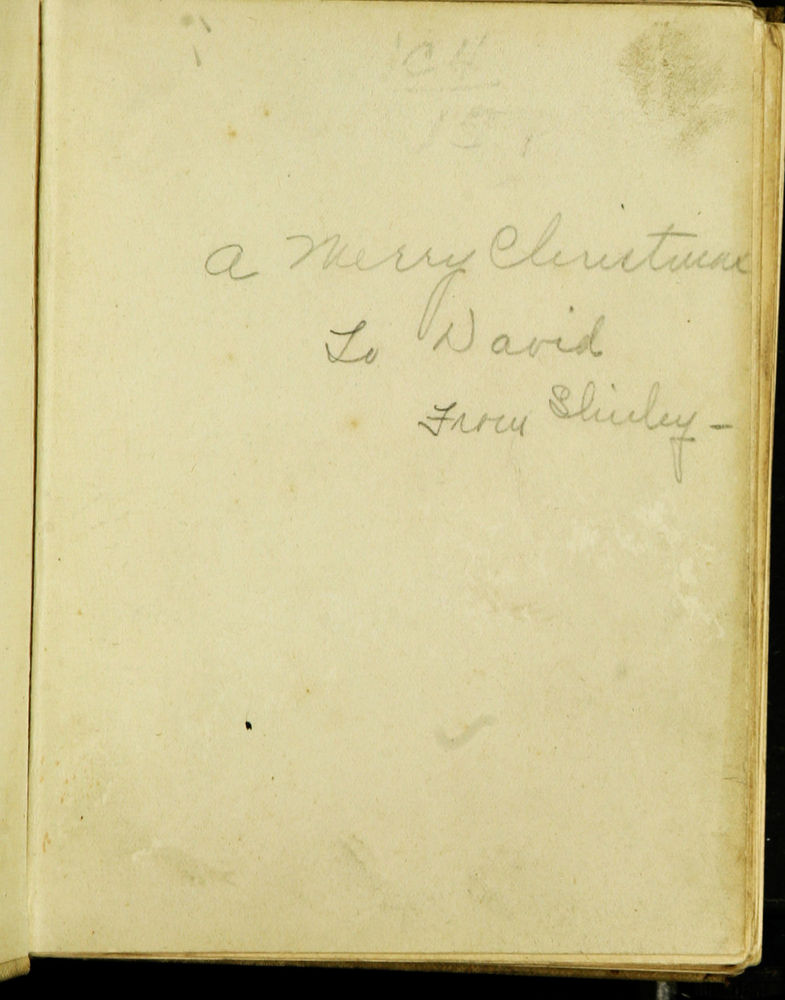 A Merry Christmas
To David
From Shirley -